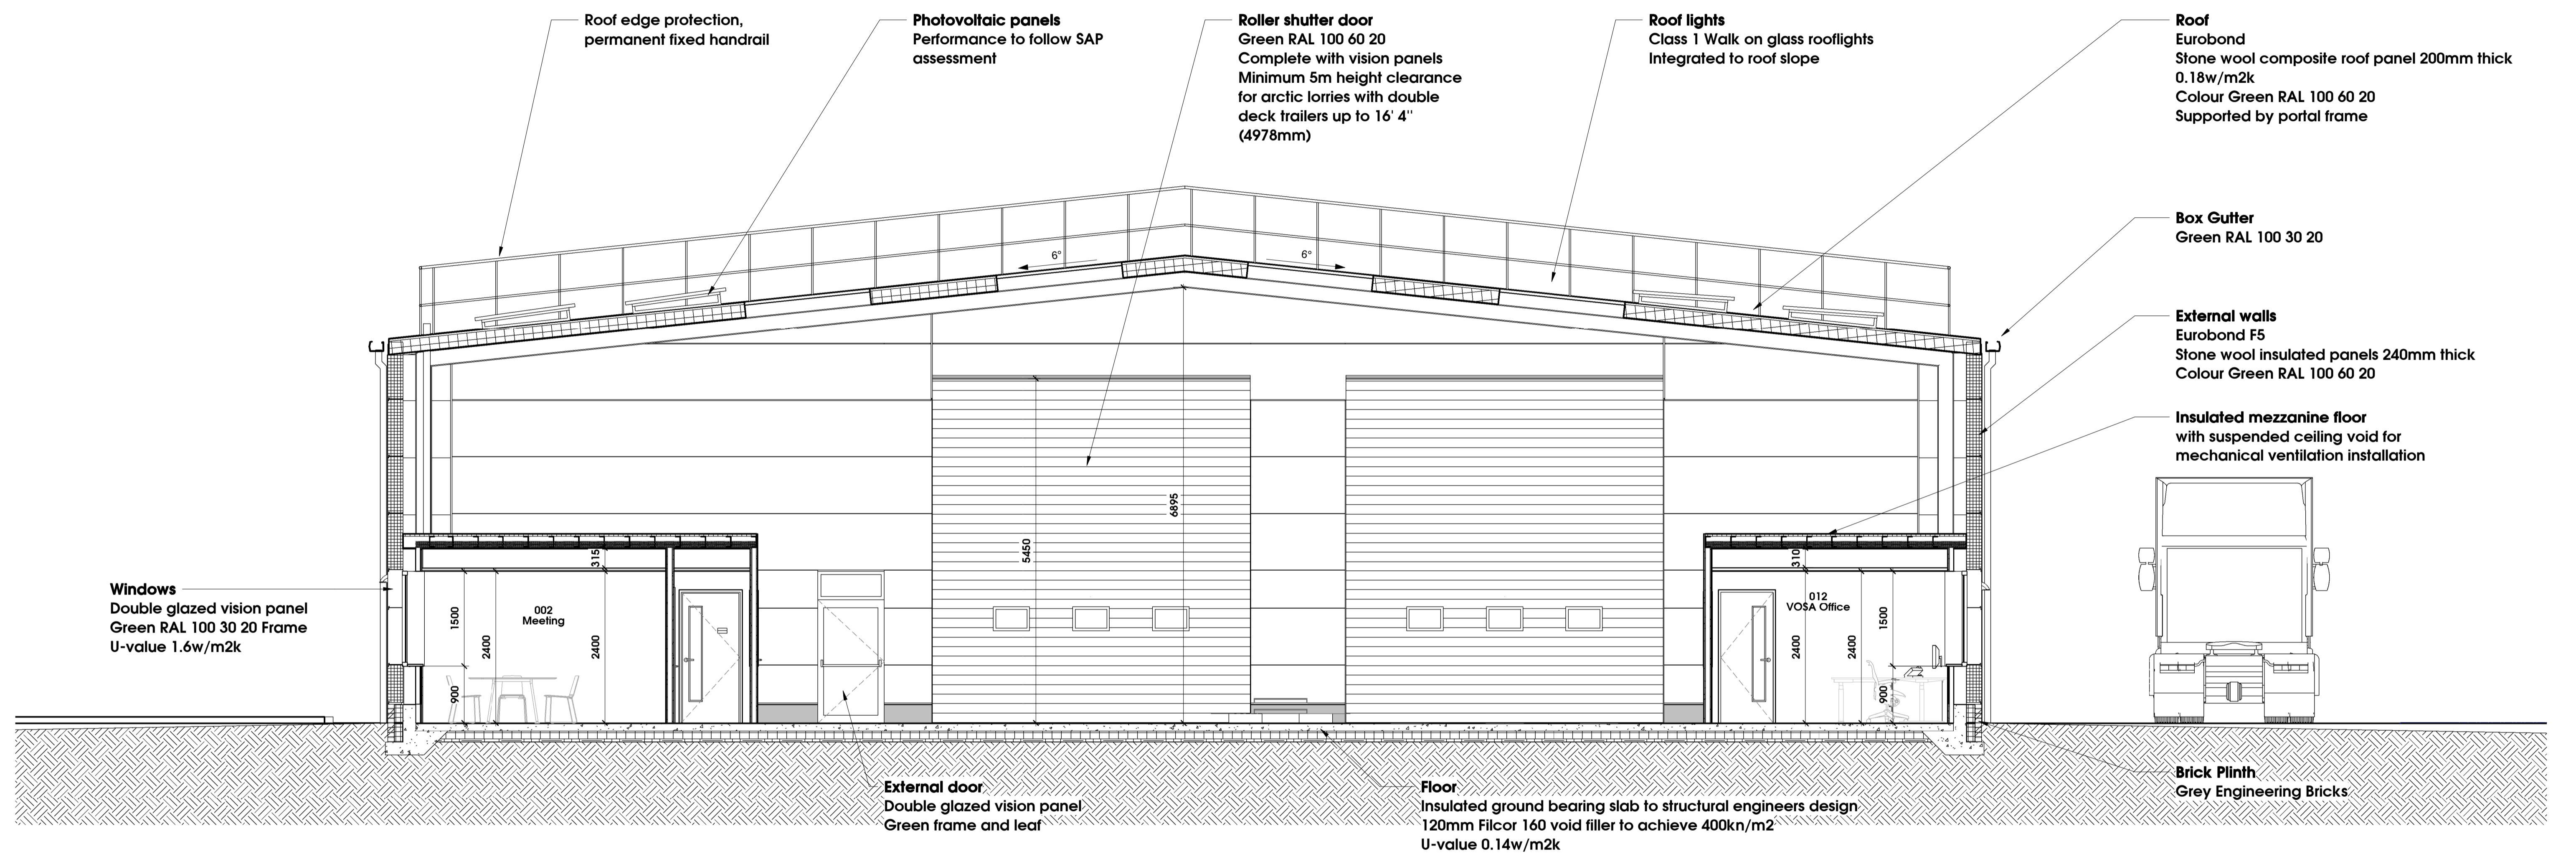 Roof edge protection,
permanent fixed handrail
Photovoltaic panels
Performance to follow SAP
assessment
Roller shutter door
Green RAL 100 60 20
Complete with vision panels
Minimum 5m height clearance
for arctic lorries with double
deck trailers up to 16' 4''
(4978mm)
Roof lights
Class 1 Walk on glass rooflights
Integrated to roof slope
Roof
Eurobond
Stone wool composite roof panel 200mm thick
0.18w/m2k
Colour Green RAL 100 60 20
Supported by portal frame
Box Gutter
Green RAL 100 30 20
6°
6°
External walls
Eurobond F5
Stone wool insulated panels 240mm thick
Colour Green RAL 100 60 20
Insulated mezzanine floor
with suspended ceiling void for
mechanical ventilation installation
6895
5450
315
310
Windows
Double glazed vision panel
Green RAL 100 30 20 Frame
U-value 1.6w/m2k
1500
2400
002
Meeting
2400
900
012
VOSA Office
2400
2400
1500
900
External door
Double glazed vision panel
Green frame and leaf
Floor
Insulated ground bearing slab to structural engineers design
120mm Filcor 160 void filler to achieve 400kn/m2
U-value 0.14w/m2k
Brick Plinth
Grey Engineering Bricks